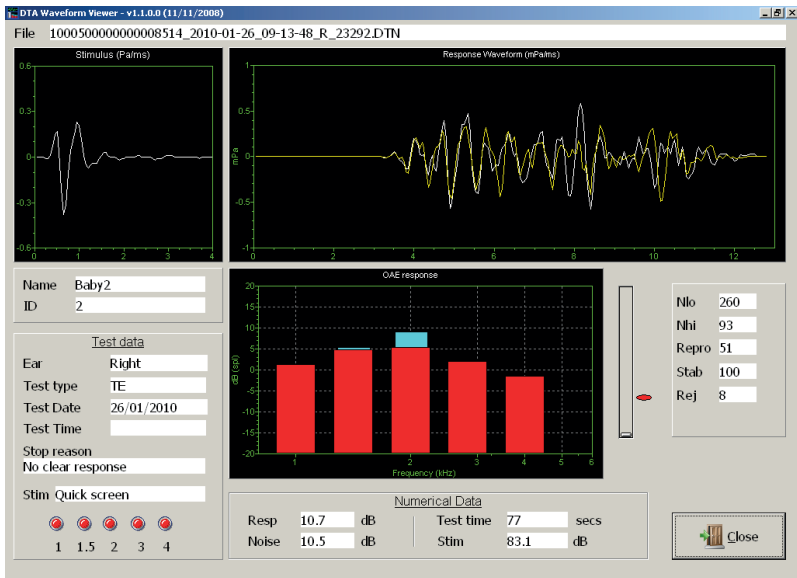 DTA Waveform Viewer - v1.1.0.0 (11/11/2008)
File 1000500000000008514_2010-01-26_09-13-48_R_23292.DTN
Stimulus (Pa/ms)
0.6
0.3
0
-0.3
-0.6
0 1 2 3 4
Response Waveform (mPa/ms)
1
0.5
0
-0.5
-1
mPa
0 2 4 6 8 10 12
Name Baby2
ID 2
Test data
Ear Right
Test type TE
Test Date 26/01/2010
Test Time
Stop reason
No clear response
Stim Quick screen
1 1.5 2 3 4
OAE response
20
15
10
5
0
-5
-10
-15
-20
dB (spl)
1 2 3 4 5 6
Frequency (kHz)
Nlo 260
Nhi 93
Repro 51
Stab 100
Rej 8
Numerical Data
Resp 10.7 dB Test time 77 secs
Noise 10.5 dB Stim 83.1 dB
Close